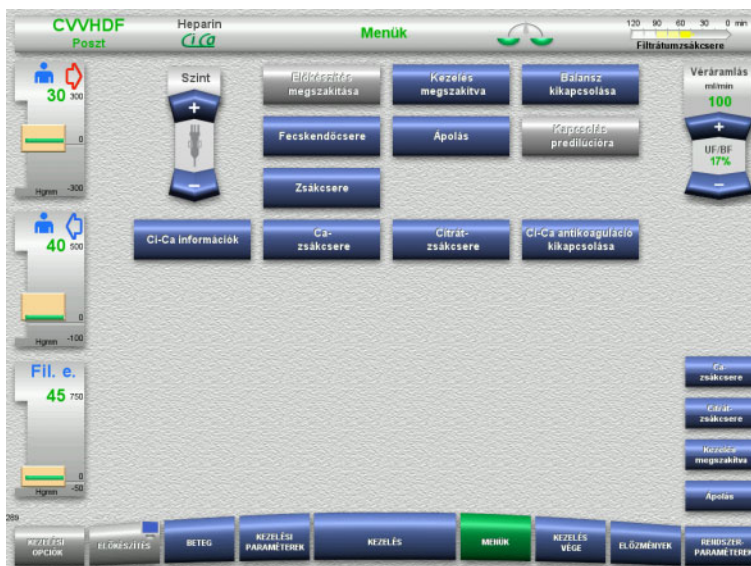 CVVHDF
Poszt
Heparin
CiCa
Menük
120 90 60 30 0 min
Filtrátumzsákcsere
30
300
0
-300
Hgmm
Szint
+
−
Előkészítés
megszakítása
Kezelés
megszakítva
Balansz
kikapcsolása
Fecskendőcsere
Ápolás
Kapcsolás
predilúcióra
Zsákcsere
Véráramlás
ml/min
100
+
UF/BF
17%
−
40
500
0
-100
Hgmm
Ci-Ca információk
Ca-
zsákcsere
Citrát-
zsákcsere
Ci-Ca antikoaguláció
kikapcsolása
Fil. e.
45
750
0
-50
Hgmm
Ca-
zsákcsere
Citrát-
zsákcsere
Kezelés
megszakítva
Ápolás
269
KEZELÉSI
OPCIÓK
ELŐKÉSZÍTÉS
BETEG
KEZELÉSI
PARAMÉTEREK
KEZELÉS
MENÜK
KEZELÉS
VÉGE
ELŐZMÉNYEK
RENDSZER-
PARAMÉTEREK